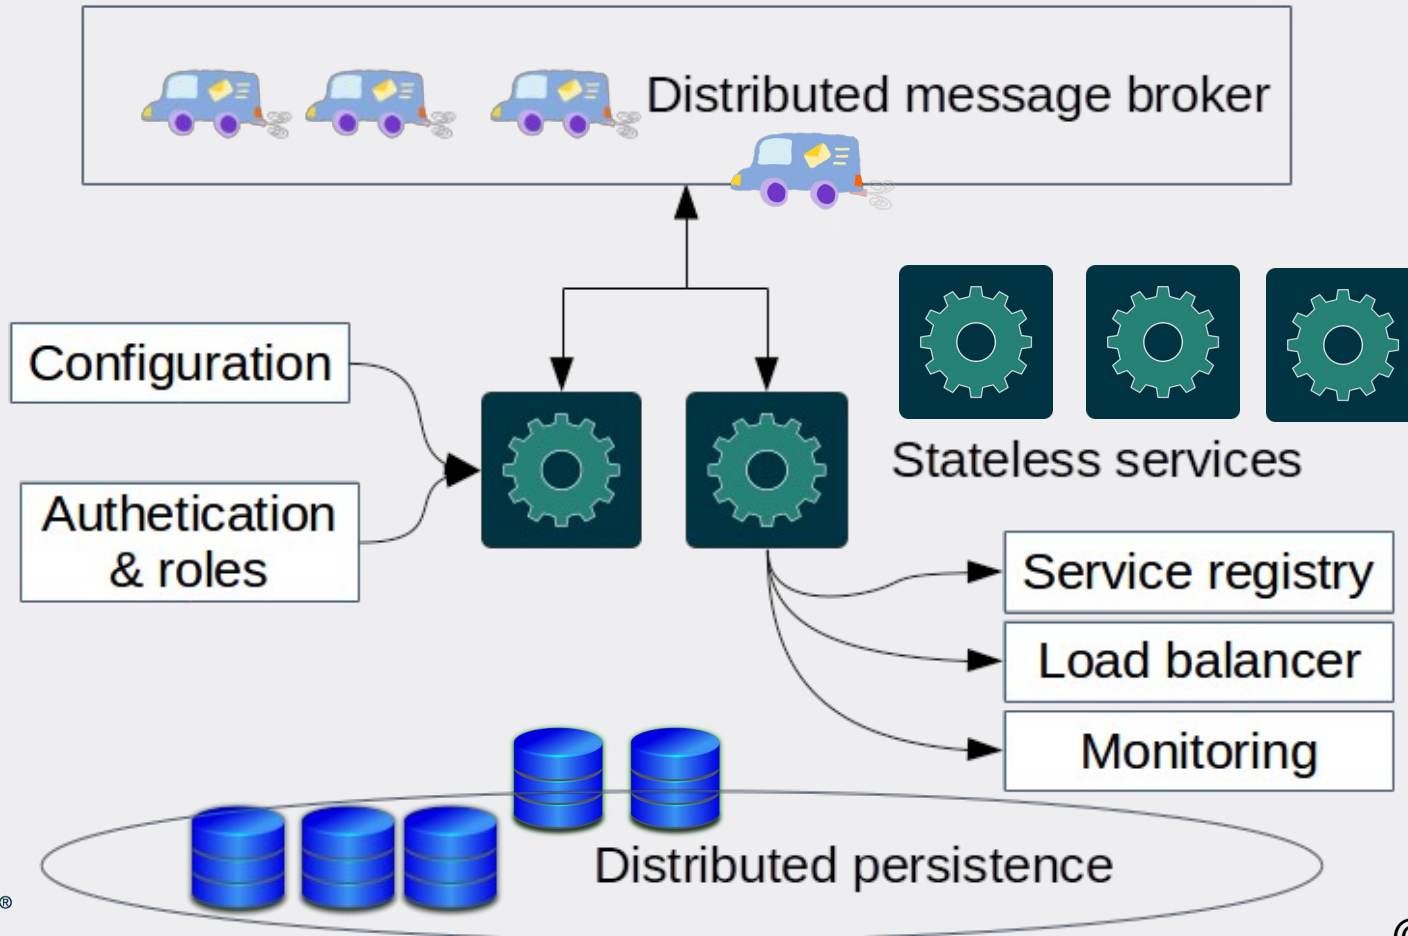 Distributed message broker
Configuration
Authetication
& roles
Stateless services
Service registry
Load balancer
Monitoring
Distributed persistence
®